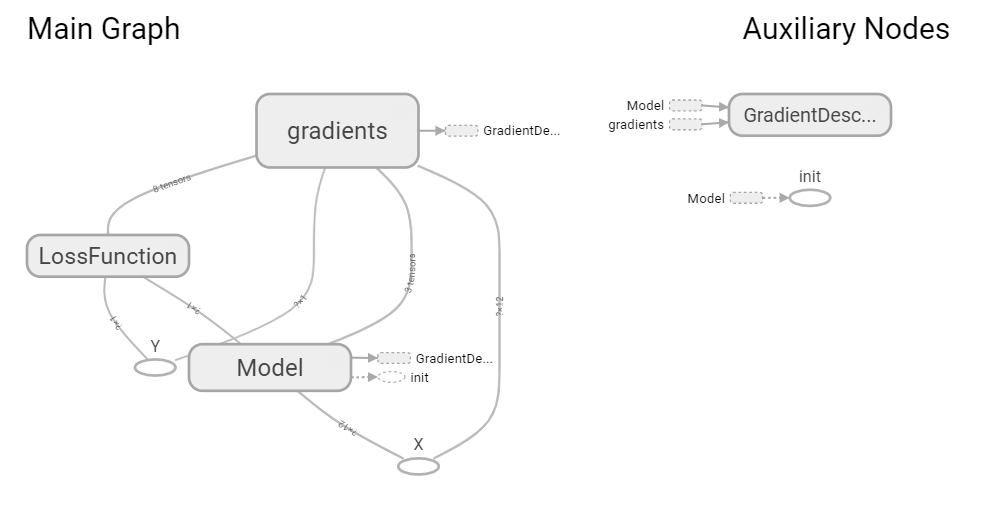 Main Graph
Auxiliary Nodes
gradients
GradientDe...
Model
gradients
GradientDesc...
init
Model
8 tensors
LossFunction
3 tensors
?×1
?×12
?×1
?×1
Y
Model
GradientDe...
init
?×12
X